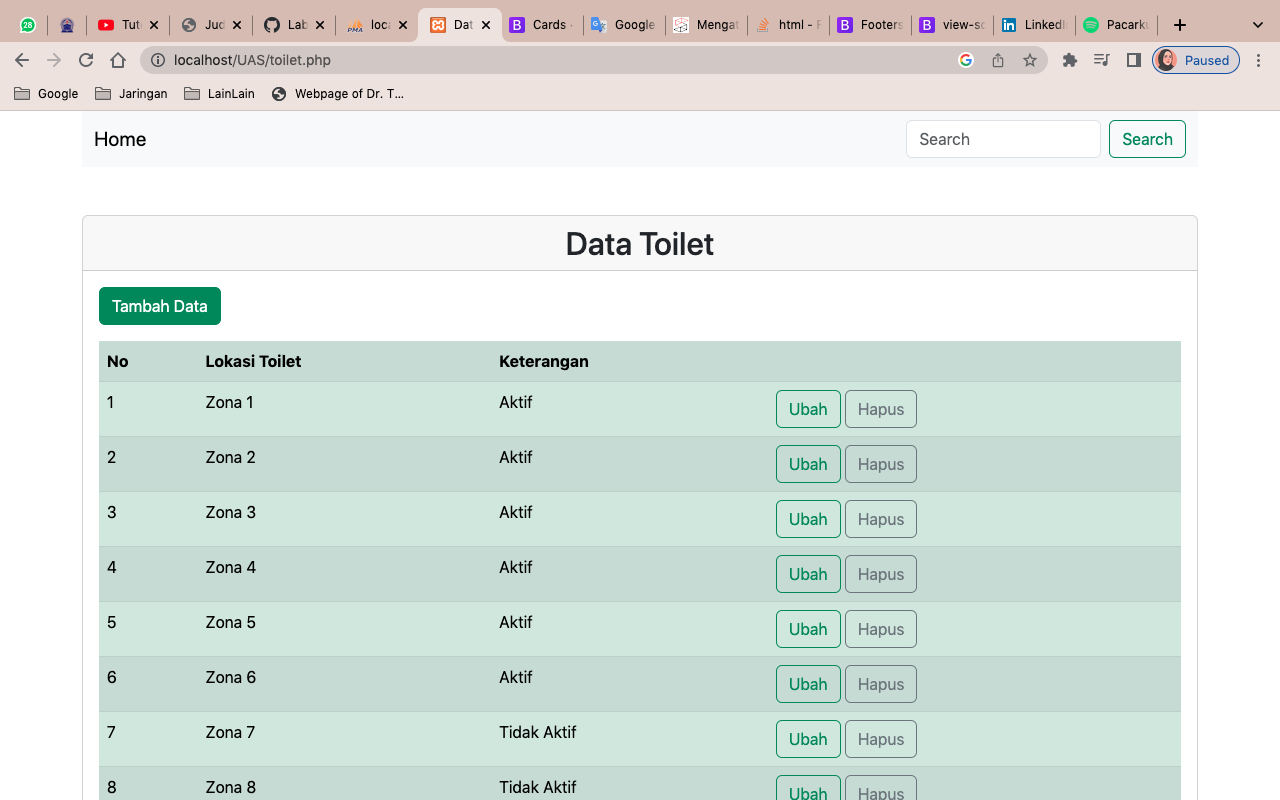 28 Tut Jud Lab loca Dat Cards - Google Mengat html - F Footers view-so LinkedIn Pacarku
localhost/UAS/toilet.php Paused
Google Jaringan LainLain Webpage of Dr. T...
Home Search Search
Data Toilet
Tambah Data
No Lokasi Toilet Keterangan
1 Zona 1 Aktif Ubah Hapus
2 Zona 2 Aktif Ubah Hapus
3 Zona 3 Aktif Ubah Hapus
4 Zona 4 Aktif Ubah Hapus
5 Zona 5 Aktif Ubah Hapus
6 Zona 6 Aktif Ubah Hapus
7 Zona 7 Tidak Aktif Ubah Hapus
8 Zona 8 Tidak Aktif Ubah Hapus